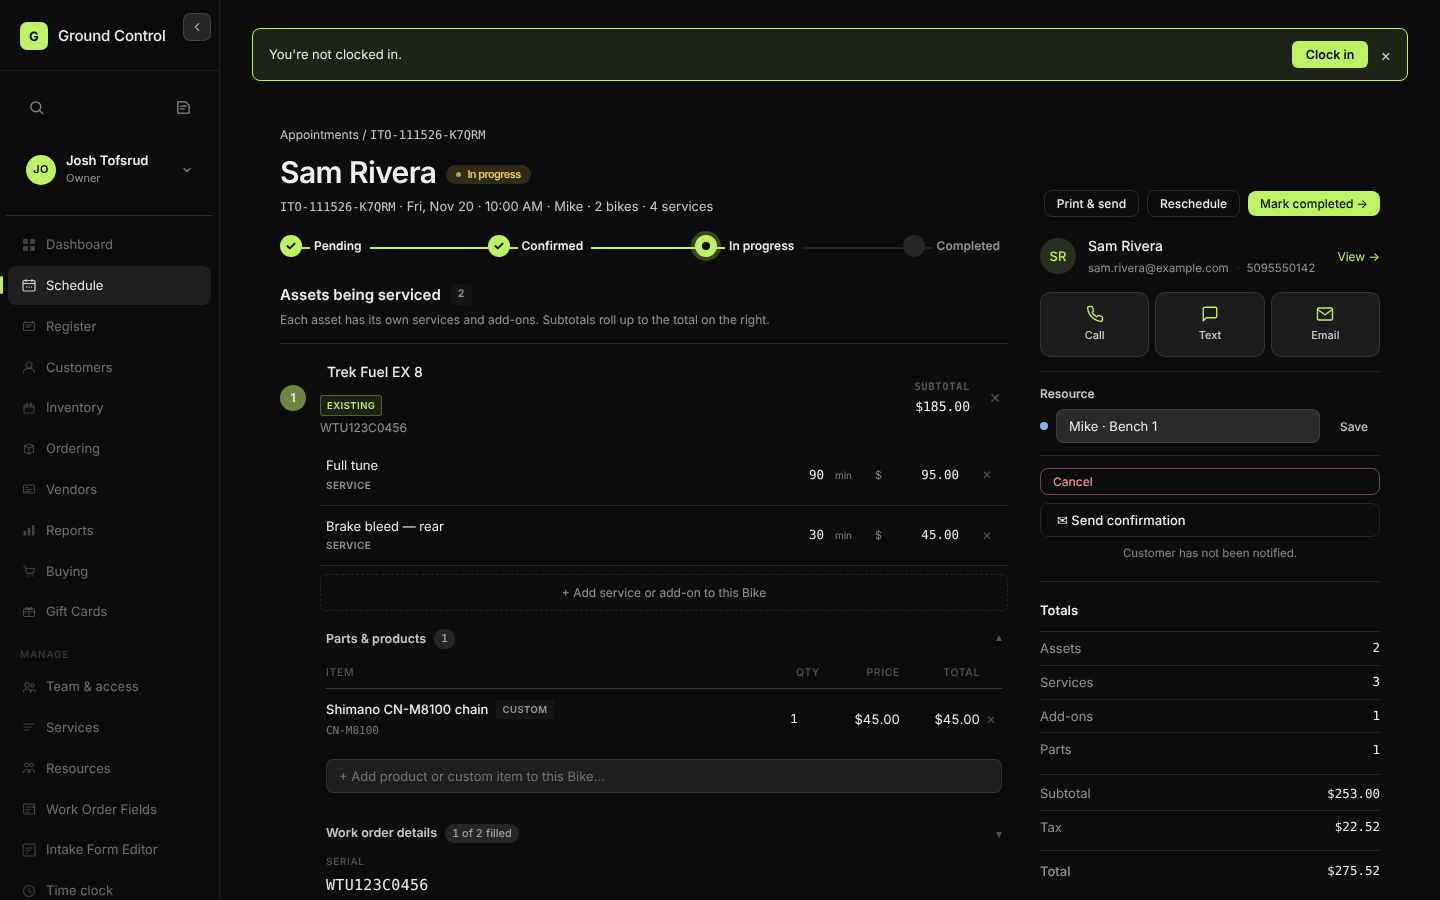 G Ground Control
You're not clocked in.
Clock in ×
JO Josh Tofsrud
Owner
Dashboard
Schedule
Register
Customers
Inventory
Ordering
Vendors
Reports
Buying
Gift Cards
MANAGE
Team & access
Services
Resources
Work Order Fields
Intake Form Editor
Time clock
Appointments / ITO-111526-K7QRM
Sam Rivera In progress
ITO-111526-K7QRM · Fri, Nov 20 · 10:00 AM · Mike · 2 bikes · 4 services
Print & send Reschedule Mark completed →
Pending Confirmed In progress Completed
Assets being serviced 2
Each asset has its own services and add-ons. Subtotals roll up to the total on the right.
1 Trek Fuel EX 8
EXISTING
WTU123C0456
SUBTOTAL
$185.00 ×
Full tune
SERVICE
90 min $ 95.00 ×
Brake bleed — rear
SERVICE
30 min $ 45.00 ×
+ Add service or add-on to this Bike
Parts & products 1 ▲
ITEM QTY PRICE TOTAL
Shimano CN-M8100 chain CUSTOM
CN-M8100
1 $45.00 $45.00 ×
+ Add product or custom item to this Bike...
Work order details 1 of 2 filled ▼
SERIAL
WTU123C0456
SR Sam Rivera
sam.rivera@example.com · 5095550142
View →
Call Text Email
Resource
Mike · Bench 1 Save
Cancel
✉ Send confirmation
Customer has not been notified.
Totals
Assets 2
Services 3
Add-ons 1
Parts 1
Subtotal $253.00
Tax $22.52
Total $275.52